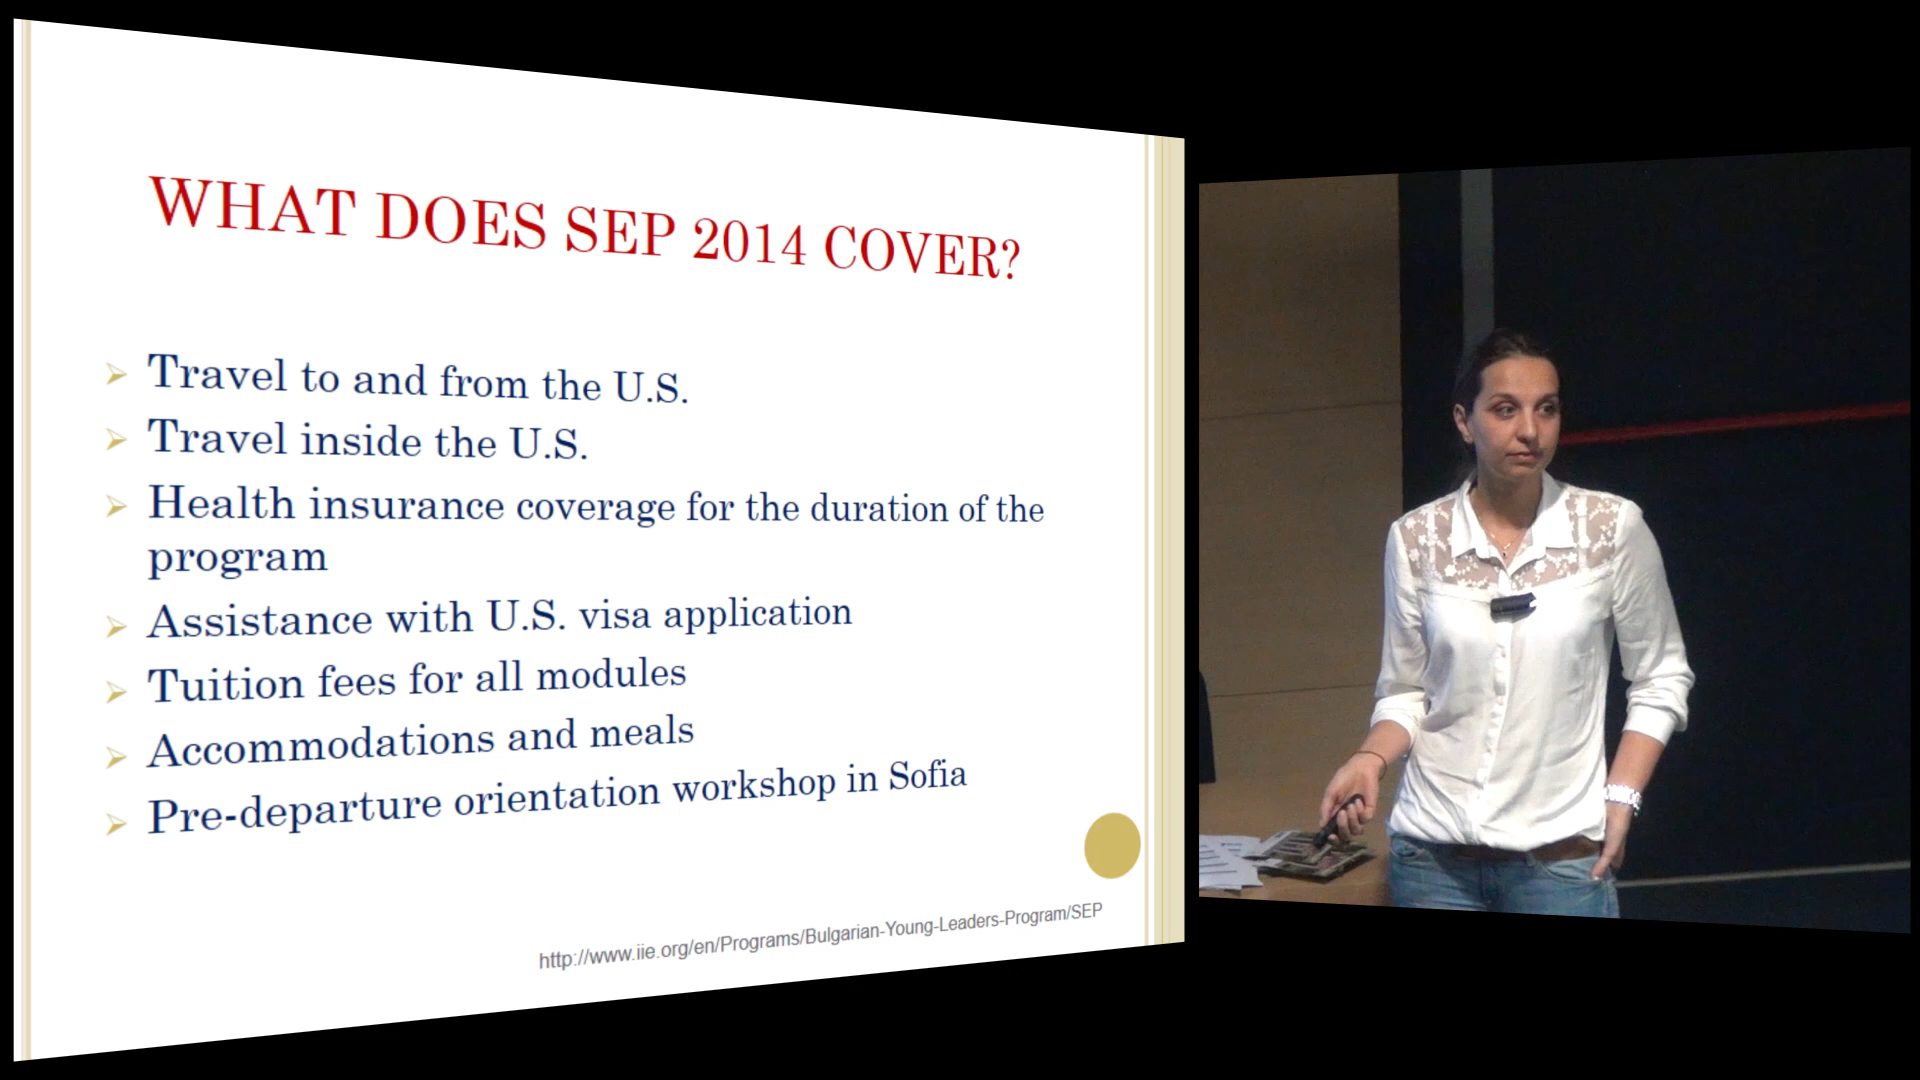 WHAT DOES SEP 2014 COVER?
Travel to and from the U.S.
Travel inside the U.S.
Health insurance coverage for the duration of the
program
Assistance with U.S. visa application
Tuition fees for all modules
Accommodations and meals
Pre-departure orientation workshop in Sofia
http://www.iie.org/en/Programs/Bulgarian-Young-Leaders-Program/SEP